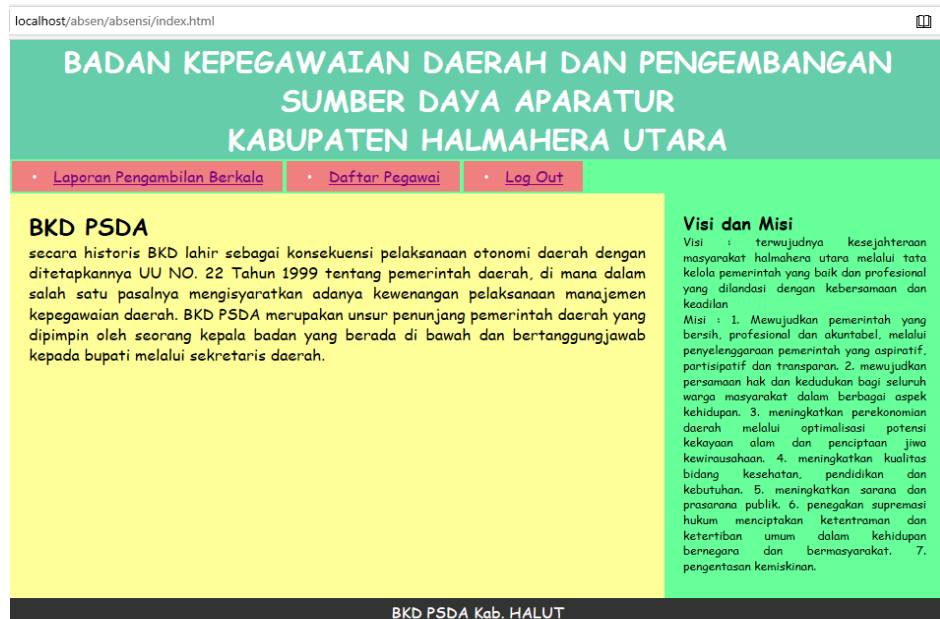 localhost/absen/absensi/index.html
BADAN KEPEGAWAIAN DAERAH DAN PENGEMBANGAN
SUMBER DAYA APARATUR
KABUPATEN HALMAHERA UTARA
• Laporan Pengambilan Berkala • Daftar Pegawai • Log Out
BKD PSDA
secara historis BKD lahir sebagai konsekuensi pelaksanaan otonomi daerah dengan
ditetapkannya UU NO. 22 Tahun 1999 tentang pemerintah daerah, di mana dalam
salah satu pasalnya mengisyaratkan adanya kewenangan pelaksanaan manajemen
kepegawaian daerah. BKD PSDA merupakan unsur penunjang pemerintah daerah yang
dipimpin oleh seorang kepala badan yang berada di bawah dan bertanggungjawab
kepada bupati melalui sekretaris daerah.
Visi dan Misi
Visi : terwujudnya kesejahteraan
masyarakat halmahera utara melalui tata
kelola pemerintah yang baik dan profesional
yang dilandasi dengan kebersamaan dan
keadilan
Misi : 1. Mewujudkan pemerintah yang
bersih, profesional dan akuntabel, melalui
penyelenggaraan pemerintah yang aspiratif,
partisipatif dan transparan. 2. mewujudkan
persamaan hak dan kedudukan bagi seluruh
warga masyarakat dalam berbagai aspek
kehidupan. 3. meningkatkan perekonomian
daerah melalui optimalisasi potensi
kekayaan alam dan penciptaan jiwa
kewirausahaan. 4. meningkatkan kualitas
bidang kesehatan, pendidikan dan
kebutuhan. 5. meningkatkan sarana dan
prasarana publik. 6. penegakan supremasi
hukum menciptakan ketentraman dan
ketertiban umum dalam kehidupan
bernegara dan bermasyarakat. 7.
pengentasan kemiskinan.
BKD PSDA Kab. HALUT